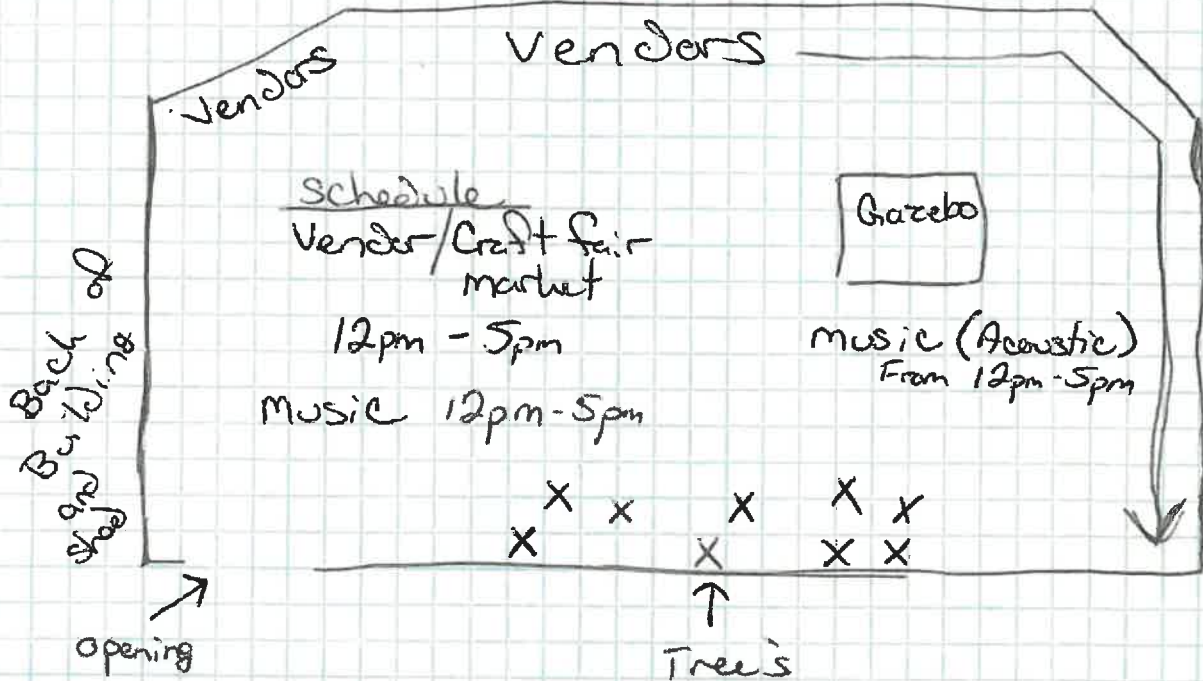 Vendors
Vendors
Schedule
Vendor/Craft fair
market
12pm - 5pm
Music 12pm-5pm
Gazebo
music (Acoustic)
From 12pm-5pm
Back of
Building
and
Shed
X X X X X
X X X X
opening
Tree's